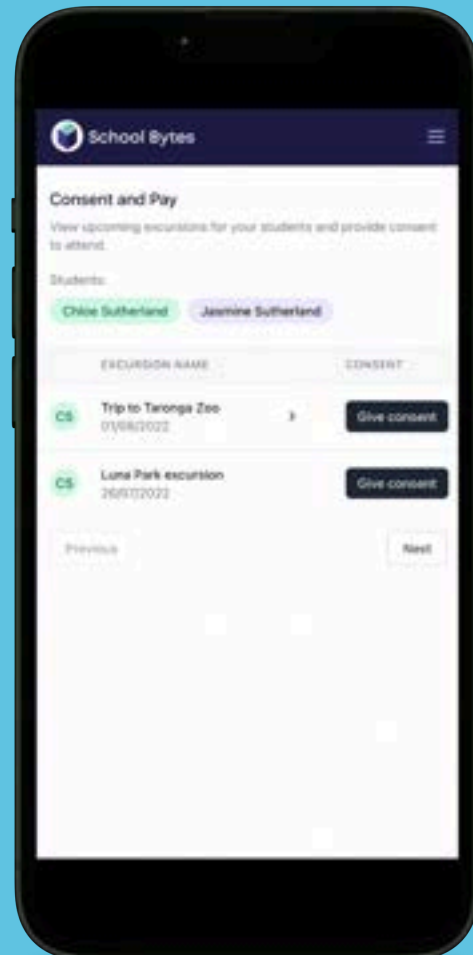 School Bytes
Consent and Pay
View upcoming excursions for your students and provide consent
to attend.
Students:
Chloe Sutherland Jasmine Sutherland
EXCURSION NAME CONSENT
CS Trip to Taronga Zoo Give consent
01/08/2022
CS Luna Park excursion Give consent
26/07/2022
Previous Next